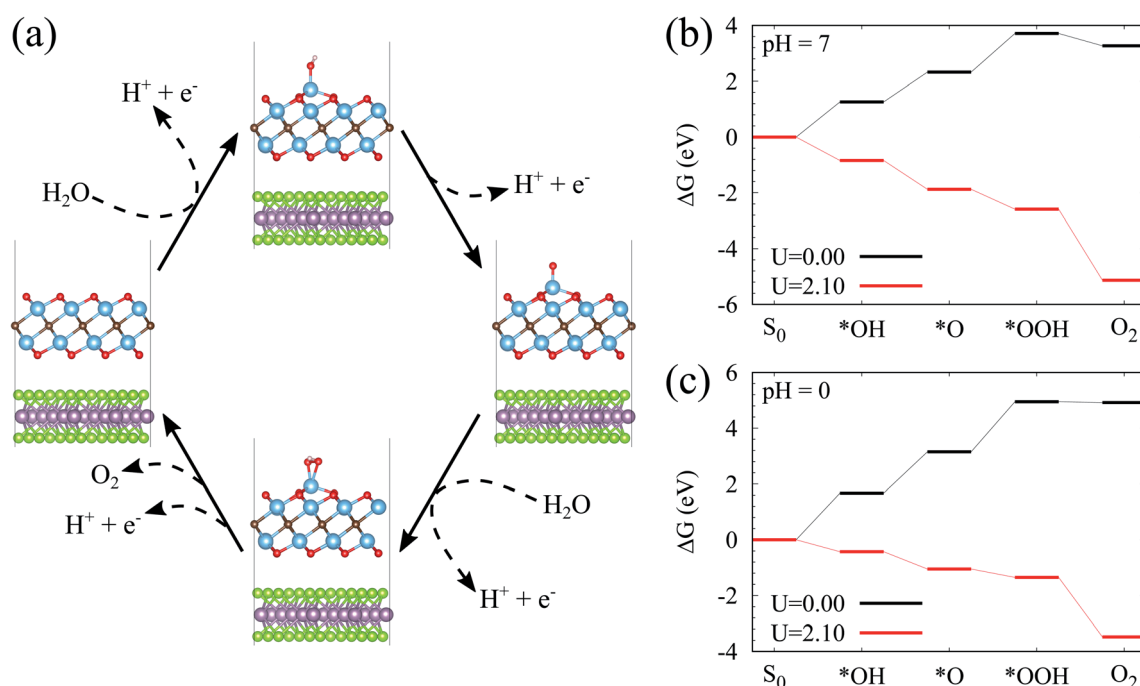 (a)
H⁺ + e⁻
H₂O
H⁺ + e⁻
O₂
H⁺ + e⁻
H₂O
H⁺ + e⁻
(b)
pH = 7
ΔG (eV)
4
2
0
-2
-4
-6
U=0.00
U=2.10
S₀ *OH *O *OOH O₂
(c)
pH = 0
ΔG (eV)
6
4
2
0
-2
-4
U=0.00
U=2.10
S₀ *OH *O *OOH O₂